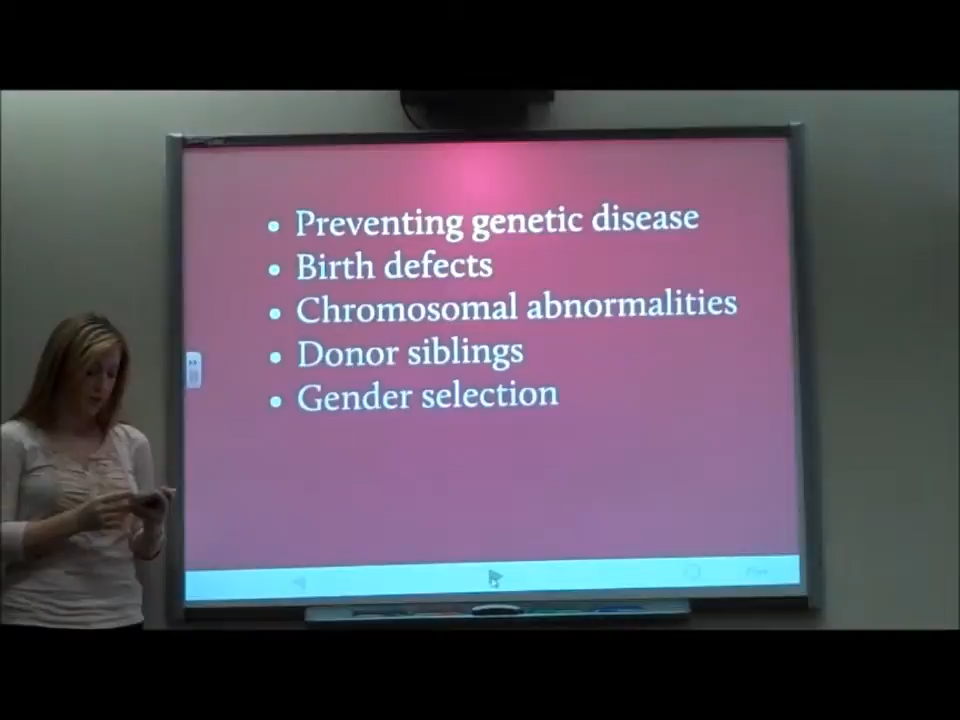 • Preventing genetic disease
• Birth defects
• Chromosomal abnormalities
• Donor siblings
• Gender selection